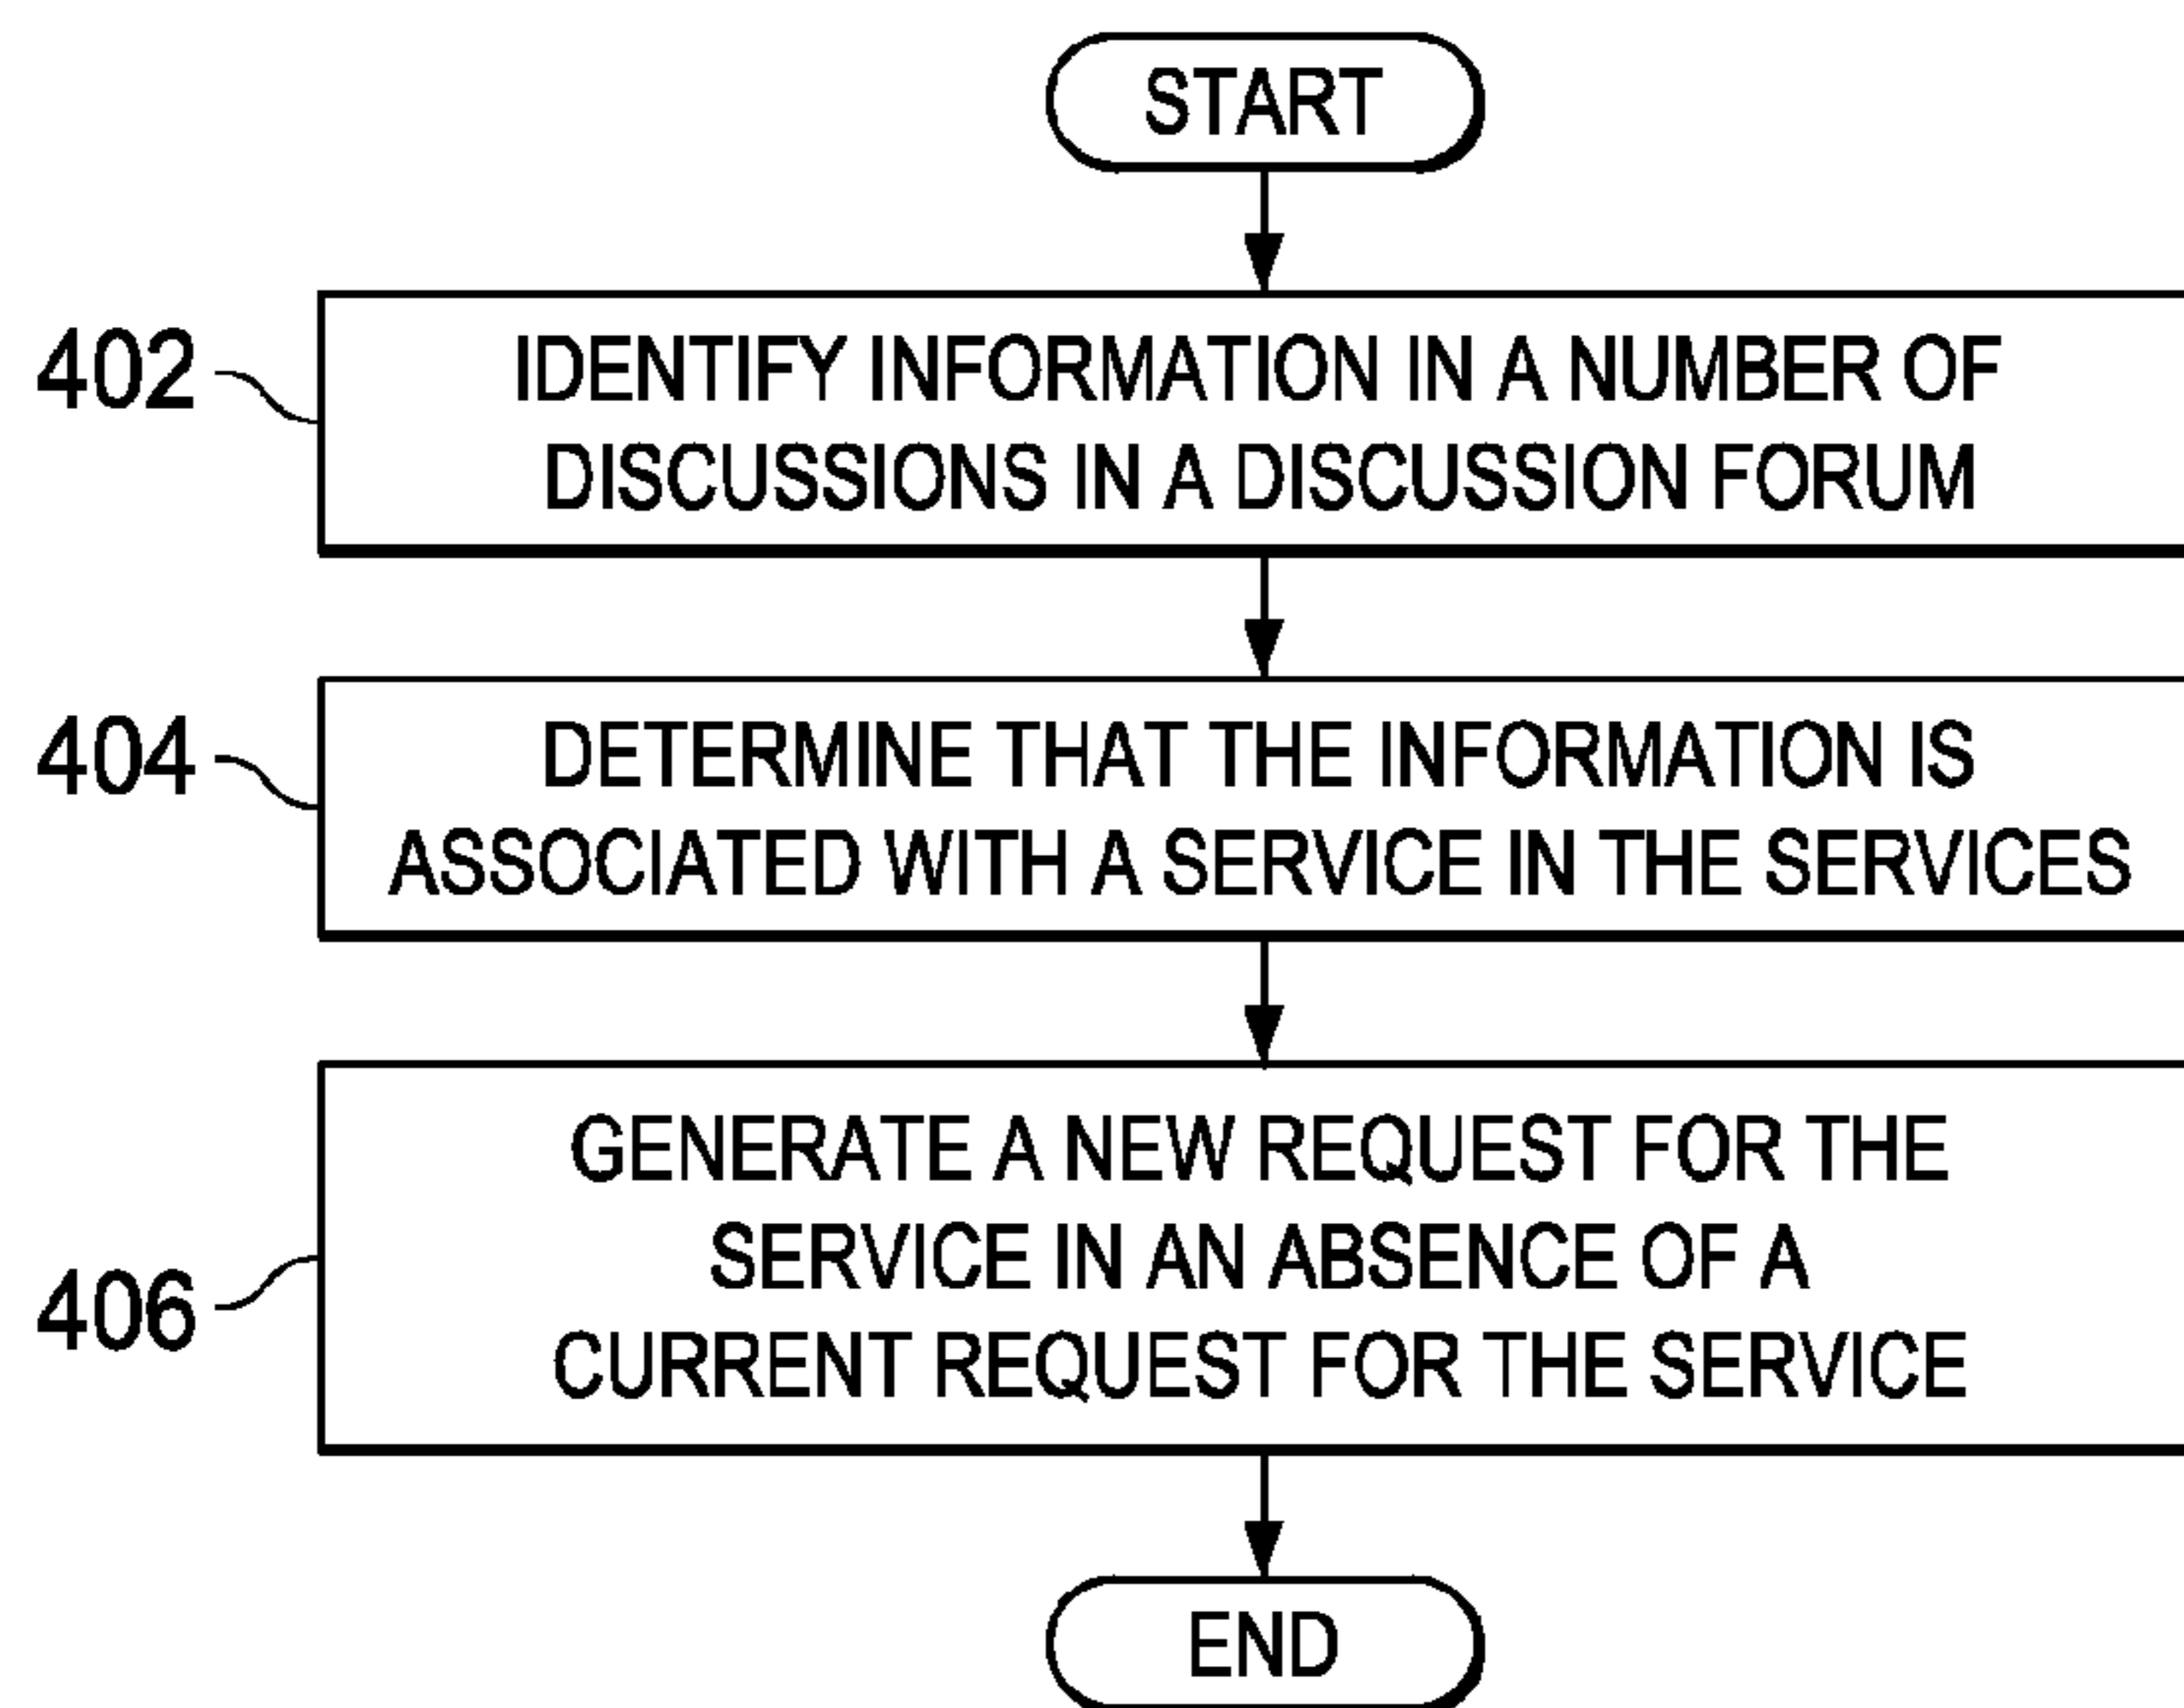 START
402
IDENTIFY INFORMATION IN A NUMBER OF
DISCUSSIONS IN A DISCUSSION FORUM
404
DETERMINE THAT THE INFORMATION IS
ASSOCIATED WITH A SERVICE IN THE SERVICES
406
GENERATE A NEW REQUEST FOR THE
SERVICE IN AN ABSENCE OF A
CURRENT REQUEST FOR THE SERVICE
END